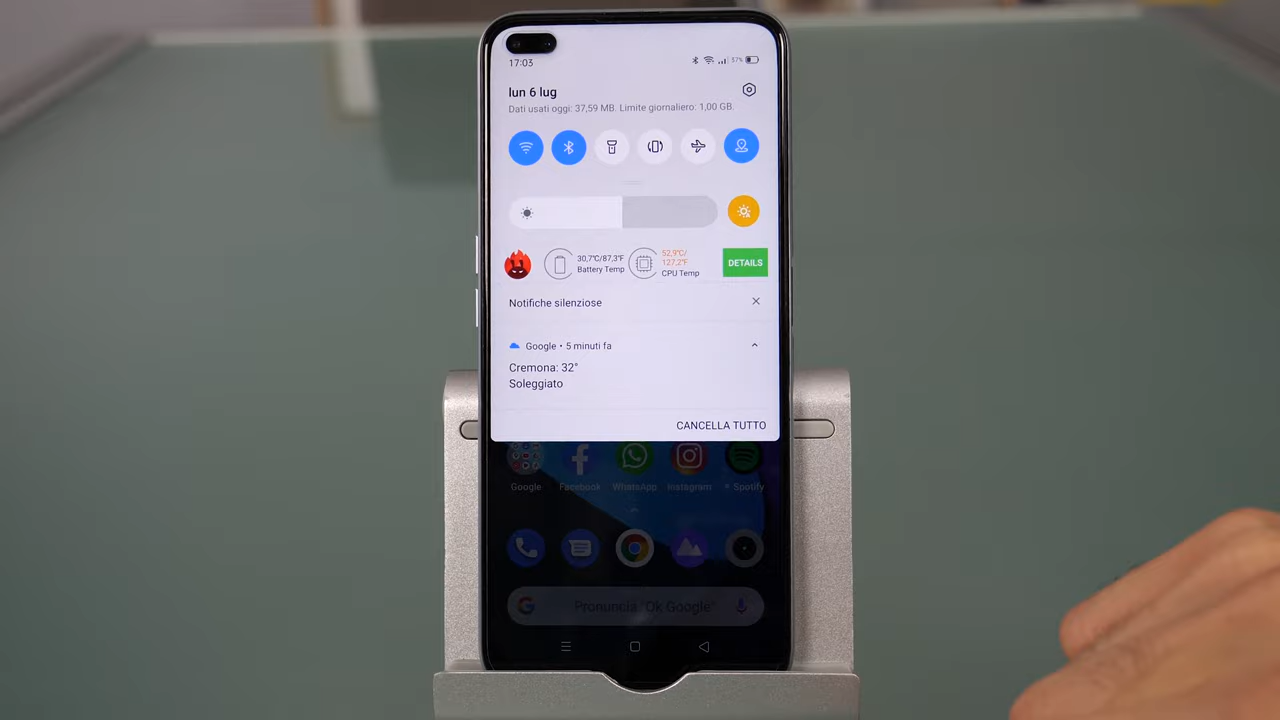 17:03
57%
lun 6 lug
Dati usati oggi: 37,59 MB. Limite giornaliero: 1,00 GB.
30,7℃/87,3℉
Battery Temp
52,9℃/
127,2℉
CPU Temp
DETAILS
Notifiche silenziose
Google • 5 minuti fa
Cremona: 32°
Soleggiato
CANCELLA TUTTO
Google
Facebook
WhatsApp
Instagram
Spotify
Pronuncia "Ok Google"